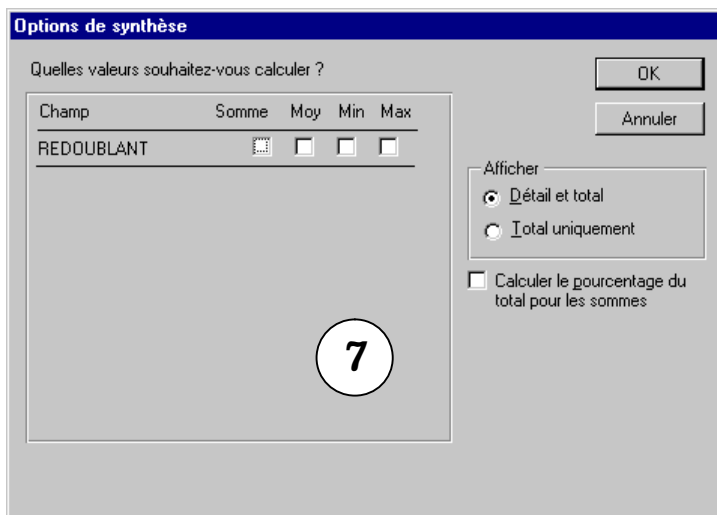 Options de synthèse
Quelles valeurs souhaitez-vous calculer ?
OK
Annuler
Champ Somme Moy Min Max
REDOUBLANT
Afficher
Détail et total
Total uniquement
Calculer le pourcentage du
total pour les sommes
7